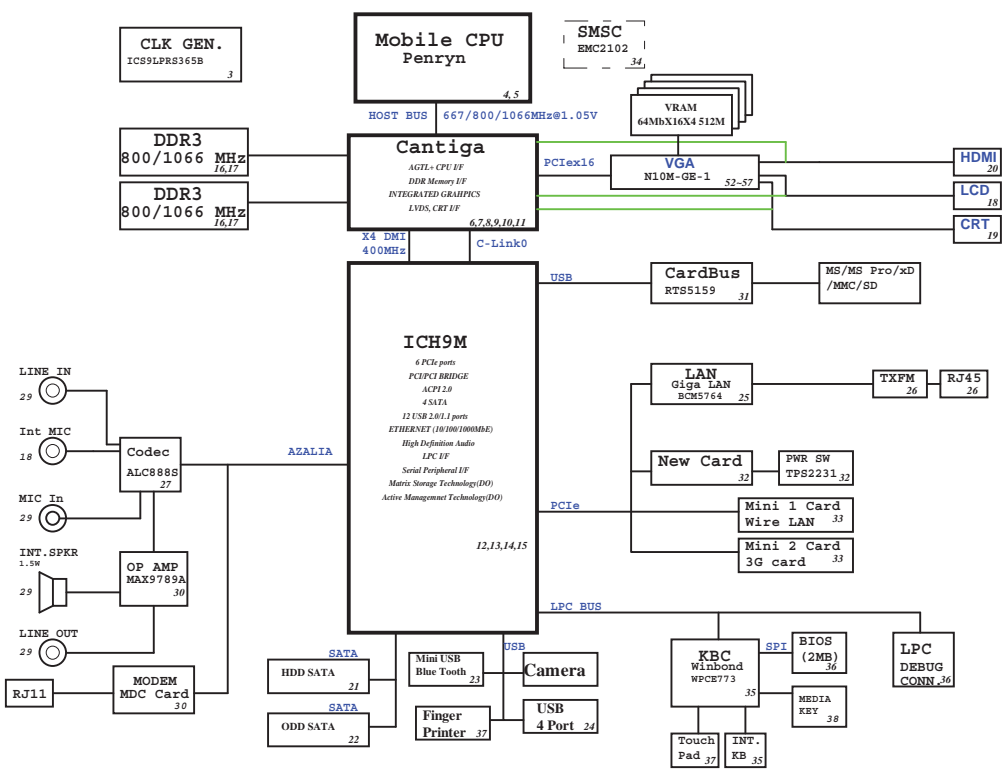 CLK GEN.
ICS9LPRS365B
3
Mobile CPU
Penryn
4, 5
SMSC
EMC2102
34
HOST BUS
667/800/1066MHz@1.05V
VRAM
64MbX16X4 512M
DDR3
800/1066 MHz
16,17
DDR3
800/1066 MHz
16,17
Cantiga
AGTL+ CPU I/F
DDR Memory I/F
INTEGRATED GRAHPICS
LVDS, CRT I/F
6,7,8,9,10,11
PCIex16
VGA
N10M-GE-1
52~57
HDMI
20
LCD
18
CRT
19
X4 DMI
400MHz
C-Link0
ICH9M
6 PCIe ports
PCI/PCI BRIDGE
ACPI 2.0
4 SATA
12 USB 2.0/1.1 ports
ETHERNET (10/100/1000MbE)
High Definition Audio
LPC I/F
Serial Peripheral I/F
Matrix Storage Technology(DO)
Active Managemnet Technology(DO)
12,13,14,15
USB
CardBus
RTS5159
31
MS/MS Pro/xD
/MMC/SD
LAN
Giga LAN
BCM5764
25
TXFM
26
RJ45
26
New Card
32
PWR SW
TPS2231
32
PCIe
Mini 1 Card
Wire LAN
33
Mini 2 Card
3G card
33
LINE IN
29
Int MIC
18
MIC In
29
INT.SPKR
1.5W
29
LINE OUT
29
Codec
ALC888S
27
OP AMP
MAX9789A
30
AZALIA
RJ11
MODEM
MDC Card
30
SATA
HDD SATA
21
SATA
ODD SATA
22
USB
Mini USB
Blue Tooth
23
Camera
Finger
Printer
37
USB
4 Port
24
LPC BUS
KBC
Winbond
WPCE773
35
SPI
BIOS
(2MB)
36
MEDIA
KEY
38
LPC
DEBUG
CONN.
36
Touch
Pad
37
INT.
KB
35